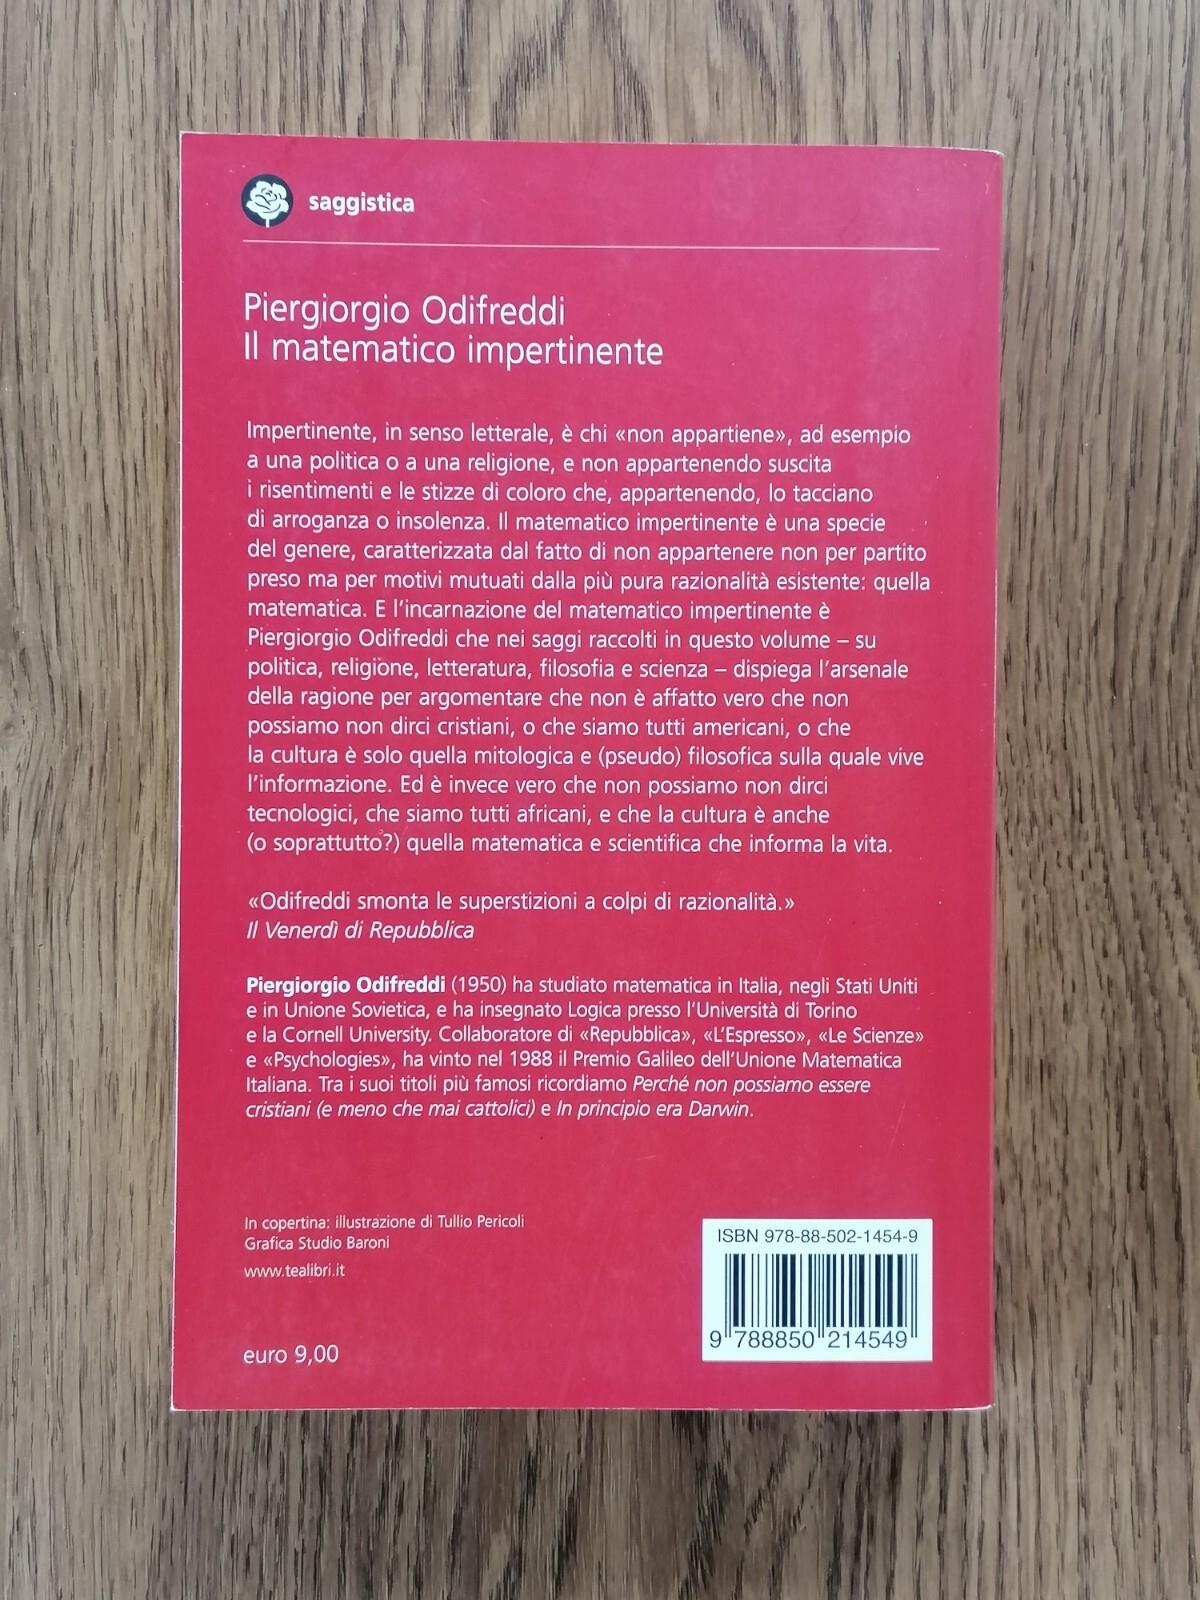 saggistica
Piergiorgio Odifreddi
Il matematico impertinente
Impertinente, in senso letterale, è chi «non appartiene», ad esempio
a una politica o a una religione, e non appartenendo suscita
i risentimenti e le stizze di coloro che, appartenendo, lo tacciano
di arroganza o insolenza. Il matematico impertinente è una specie
del genere, caratterizzata dal fatto di non appartenere non per partito
preso ma per motivi mutuati dalla più pura razionalità esistente: quella
matematica. E l'incarnazione del matematico impertinente è
Piergiorgio Odifreddi che nei saggi raccolti in questo volume – su
politica, religione, letteratura, filosofia e scienza – dispiega l'arsenale
della ragione per argomentare che non è affatto vero che non
possiamo non dirci cristiani, o che siamo tutti americani, o che
la cultura è solo quella mitologica e (pseudo) filosofica sulla quale vive
l'informazione. Ed è invece vero che non possiamo non dirci
tecnologici, che siamo tutti africani, e che la cultura è anche
(o soprattutto?) quella matematica e scientifica che informa la vita.
«Odifreddi smonta le superstizioni a colpi di razionalità.»
Il Venerdì di Repubblica
Piergiorgio Odifreddi (1950) ha studiato matematica in Italia, negli Stati Uniti
e in Unione Sovietica, e ha insegnato Logica presso l'Università di Torino
e la Cornell University. Collaboratore di «Repubblica», «L'Espresso», «Le Scienze»
e «Psychologies», ha vinto nel 1988 il Premio Galileo dell'Unione Matematica
Italiana. Tra i suoi titoli più famosi ricordiamo Perché non possiamo essere
cristiani (e meno che mai cattolici) e In principio era Darwin.
In copertina: illustrazione di Tullio Pericoli
Grafica Studio Baroni
www.tealibri.it
euro 9,00
ISBN 978-88-502-1454-9
9 788850 214549